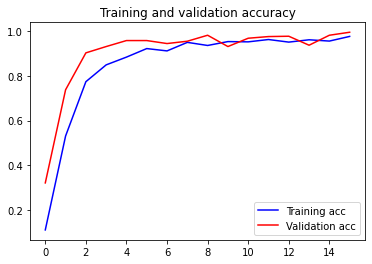 Training and validation accuracy
1.0
0.8
0.6
0.4
0.2
Training acc
Validation acc
0 2 4 6 8 10 12 14